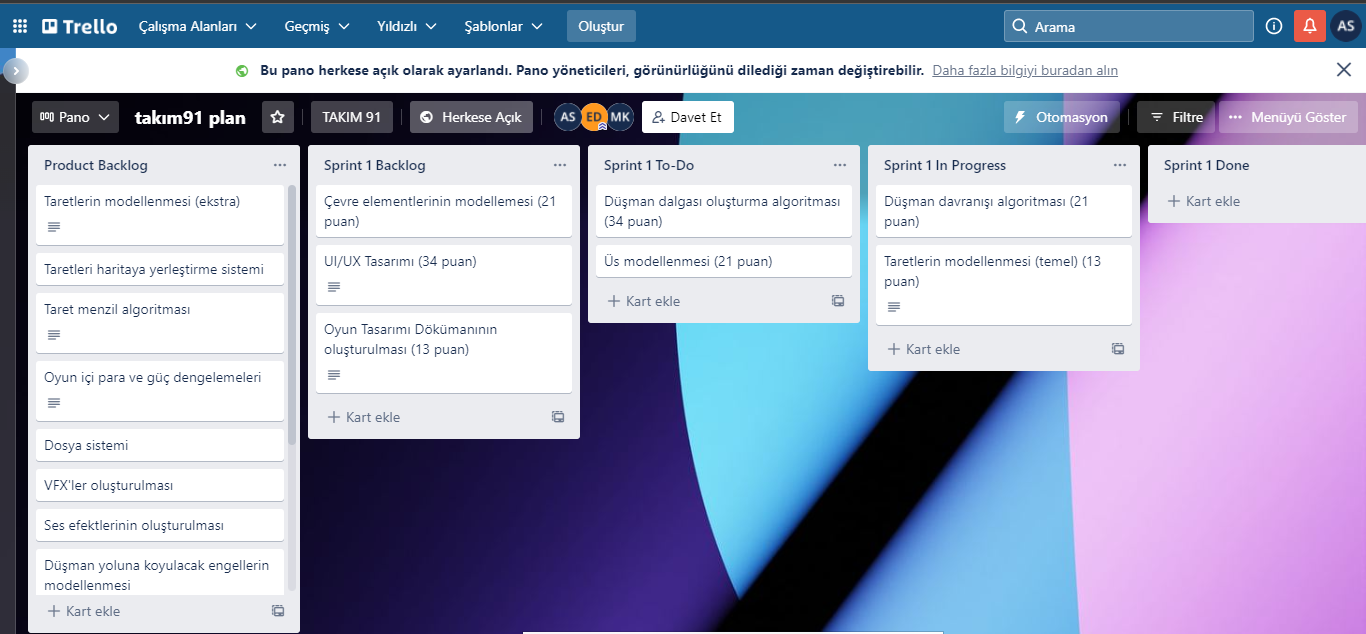 Trello
Çalışma Alanları
Geçmiş
Yıldızlı
Şablonlar
Oluştur
Arama
AS
Bu pano herkese açık olarak ayarlandı. Pano yöneticileri, görünürlüğünü dilediği zaman değiştirebilir. Daha fazla bilgiyi buradan alın
Pano
takım91 plan
TAKIM 91
Herkese Açık
AS
ED
MK
Davet Et
Otomasyon
Filtre
Menüyü Göster
Product Backlog
Taretlerin modellenmesi (ekstra)
Taretleri haritaya yerleştirme sistemi
Taret menzil algoritması
Oyun içi para ve güç dengelemeleri
Dosya sistemi
VFX'ler oluşturulması
Ses efektlerinin oluşturulması
Düşman yoluna koyulacak engellerin
modellenmesi
+ Kart ekle
Sprint 1 Backlog
Çevre elementlerinin modellemesi (21
puan)
UI/UX Tasarımı (34 puan)
Oyun Tasarımı Dökümanının
oluşturulması (13 puan)
+ Kart ekle
Sprint 1 To-Do
Düşman dalgası oluşturma algoritması
(34 puan)
Üs modellenmesi (21 puan)
+ Kart ekle
Sprint 1 In Progress
Düşman davranışı algoritması (21
puan)
Taretlerin modellenmesi (temel) (13
puan)
+ Kart ekle
Sprint 1 Done
+ Kart ekle